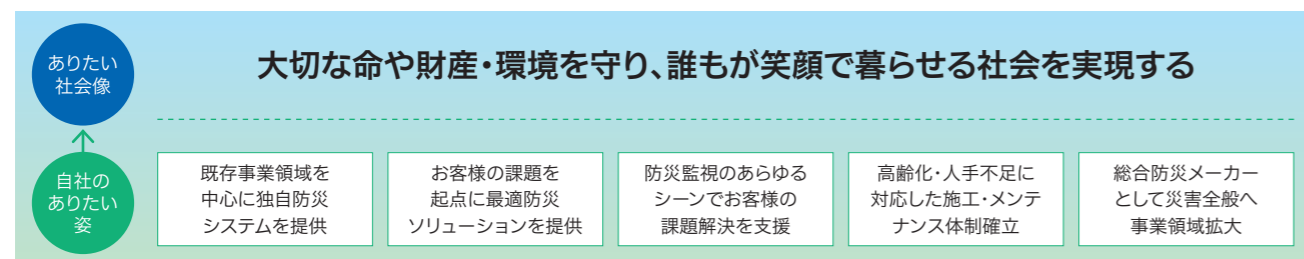 ありたい
社会像
大切な命や財産・環境を守り、誰もが笑顔で暮らせる社会を実現する
自社の
ありたい
姿
既存事業領域を
中心に独自防災
システムを提供
お客様の課題を
起点に最適防災
ソリューションを提供
防災監視のあらゆる
シーンでお客様の
課題解決を支援
高齢化・人手不足に
対応した施工・メンテ
ナンス体制確立
総合防災メーカー
として災害全般へ
事業領域拡大